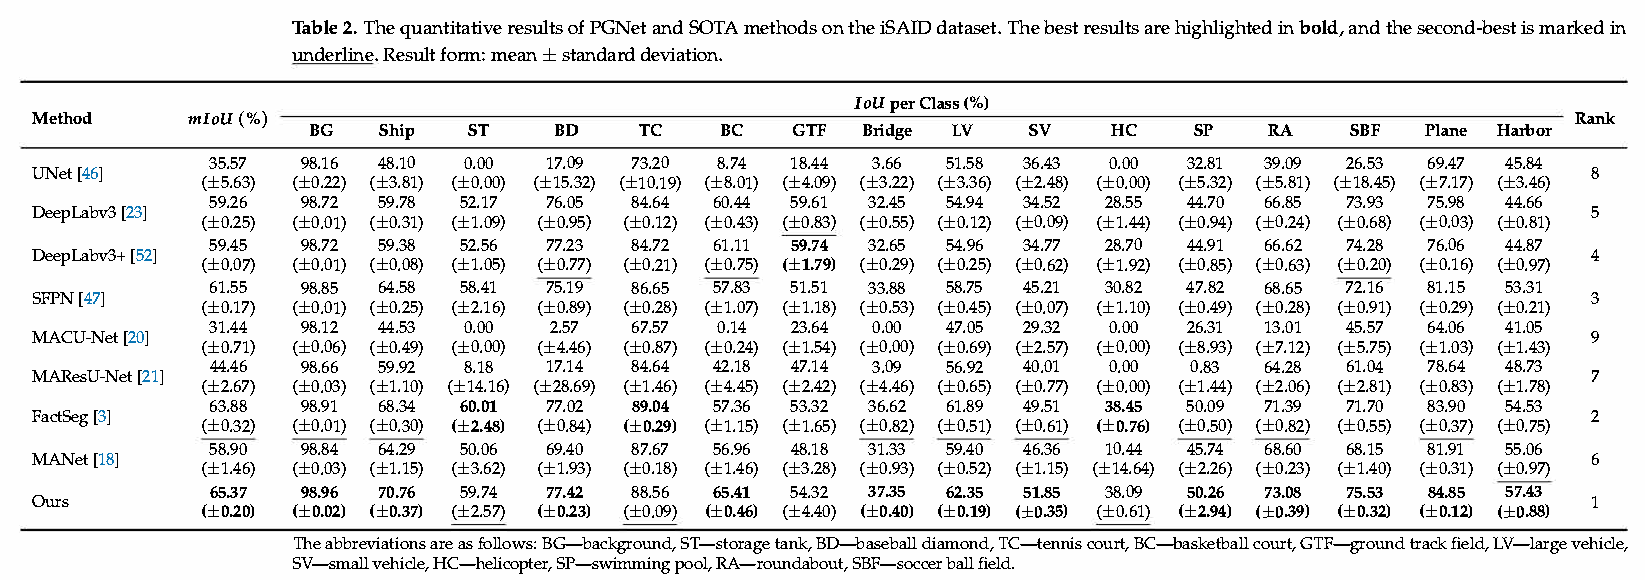 Table 2. The quantitative results of PGNet and SOTA methods on the iSAID dataset. The best results are highlighted in bold, and the second-best is marked in
underline. Result form: mean ± standard deviation.
Method mIoU (%) IoU per Class (%) Rank
BG Ship ST BD TC BC GTF Bridge LV SV HC SP RA SBF Plane Harbor
UNet [46] 35.57 98.16 48.10 0.00 17.09 73.20 8.74 18.44 3.66 51.58 36.43 0.00 32.81 39.09 26.53 69.47 45.84 8
(±5.63) (±0.22) (±3.81) (±0.00) (±15.32) (±10.19) (±8.01) (±4.09) (±3.22) (±3.36) (±2.48) (±0.00) (±5.32) (±5.81) (±18.45) (±7.17) (±3.46)
DeepLabv3 [23] 59.26 98.72 59.78 52.17 76.05 84.64 60.44 59.61 32.45 54.94 34.52 28.55 44.70 66.85 73.93 75.98 44.66 5
(±0.25) (±0.01) (±0.31) (±1.09) (±0.95) (±0.12) (±0.43) (±0.83) (±0.55) (±0.12) (±0.09) (±1.44) (±0.94) (±0.24) (±0.68) (±0.03) (±0.81)
DeepLabv3+ [52] 59.45 98.72 59.38 52.56 77.23 84.72 61.11 59.74 32.65 54.96 34.77 28.70 44.91 66.62 74.28 76.06 44.87 4
(±0.07) (±0.01) (±0.08) (±1.05) (±0.77) (±0.21) (±0.75) (±1.79) (±0.29) (±0.25) (±0.62) (±1.92) (±0.85) (±0.63) (±0.20) (±0.16) (±0.97)
SFPN [47] 61.55 98.85 64.58 58.41 75.19 86.65 57.83 51.51 33.88 58.75 45.21 30.82 47.82 68.65 72.16 81.15 53.31 3
(±0.17) (±0.01) (±0.25) (±2.16) (±0.89) (±0.28) (±1.07) (±1.18) (±0.53) (±0.45) (±0,07) (±1.10) (±0.49) (±0.28) (±0.91) (±0.29) (±0.21)
MACU-Net [20] 31.44 98.12 44.53 0.00 2.57 67.57 0.14 23.64 0.00 47.05 29.32 0.00 26.31 13.01 45.57 64.06 41.05 9
(±0.71) (±0,06) (±0.49) (±0.00) (±4.46) (±0.87) (±0.24) (±1.54) (±0.00) (±0.69) (±2.57) (±0.00) (±8.93) (±7.12) (±5.75) (±1.03) (±1.43)
MAResU-Net [21] 44.46 98.66 59.92 8.18 17.14 84.64 42.18 47.14 3.09 56.92 40.01 0.00 0.83 64.28 61.04 78.64 48.73 7
(±2.67) (±0.03) (±1.10) (±14.16) (±28.69) (±1.46) (±4.45) (±2.42) (±4.46) (±0.65) (±0.77) (±0.00) (±1.44) (±2.06) (±2.81) (±0.83) (±1.78)
FactSeg [3] 63.88 98.91 68.34 60.01 77.02 89.04 57.36 53.32 36.62 61.89 49.51 38.45 50.09 71.39 71.70 83.90 54.53 2
(±0.32) (±0.01) (±0.30) (±2.48) (±0.84) (±0.29) (±1.15) (±1.65) (±0.82) (±0.51) (±0.61) (±0.76) (±0.50) (±0.82) (±0.55) (±0.37) (±0.75)
MANet [18] 58.90 98.84 64.29 50.06 69.40 87.67 56.96 48.18 31.33 59.40 46.36 10.44 45.74 68.60 68.15 81.91 55.06 6
(±1.46) (±0.03) (±1.15) (±3.62) (±1.93) (±0.18) (±1.46) (±3.28) (±0.93) (±0.52) (±1.15) (±14.64) (±2.26) (±0.23) (±1.40) (±0.31) (±0.97)
Ours 65.37 98.96 70.76 59.74 77.42 88.56 65.41 54.32 37.35 62.35 51.85 38.09 50.26 73.08 75.53 84.85 57.43 1
(±0.20) (±0.02) (±0.37) (±2.57) (±0.23) (±0.09) (±0.46) (±4.40) (±0.40) (±0.19) (±0.35) (±0.61) (±2.94) (±0.39) (±0.32) (±0.12) (±0.88)
The abbreviations are as follows: BG—background, ST—storage tank, BD—baseball diamond, TC—tennis court, BC—basketball court, GTF—ground track field, LV—large vehicle,
SV—small vehicle, HC—helicopter, SP—swimming pool, RA—roundabout, SBF—soccer ball field.